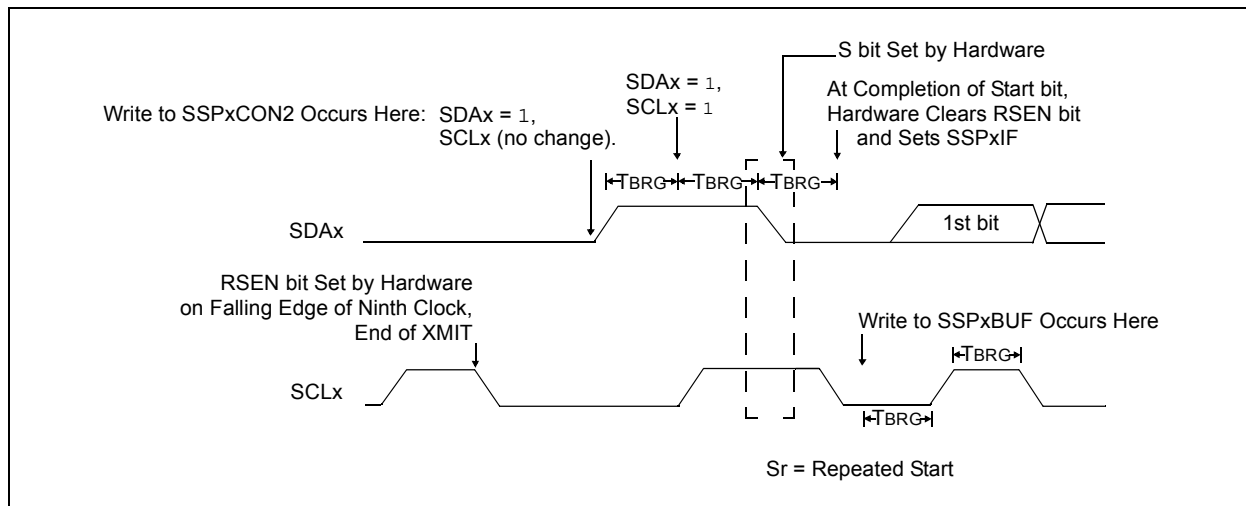 S bit Set by Hardware
SDAx = 1,
SCLx = 1
At Completion of Start bit,
Hardware Clears RSEN bit
and Sets SSPxIF
Write to SSPxCON2 Occurs Here:
SDAx = 1,
SCLx (no change).
TBRG
TBRG
TBRG
SDAx
1st bit
RSEN bit Set by Hardware
on Falling Edge of Ninth Clock,
End of XMIT
Write to SSPxBUF Occurs Here
TBRG
SCLx
TBRG
Sr = Repeated Start